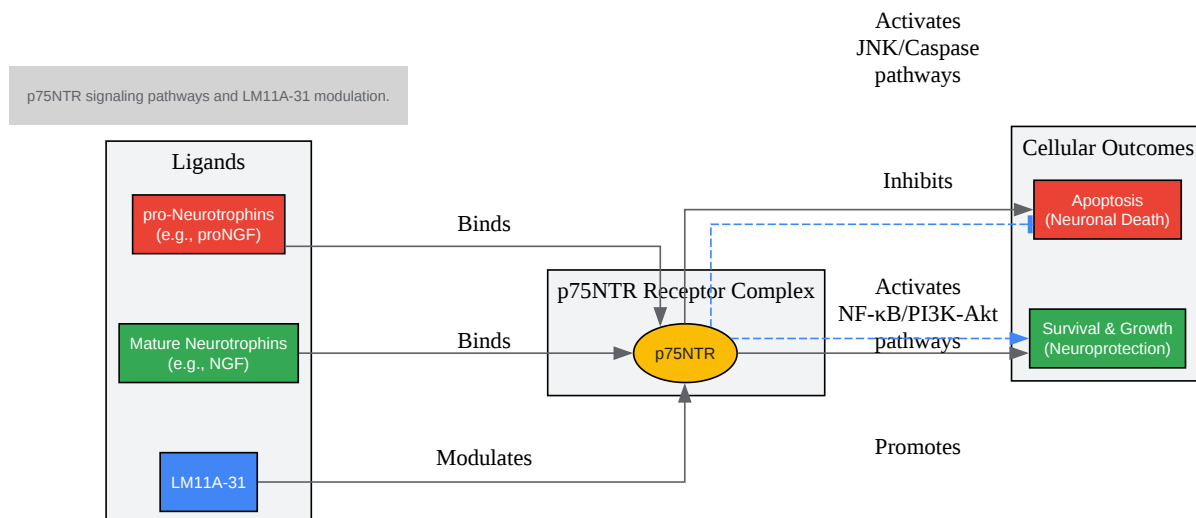 Activates
JNK/Caspase
pathways
p75NTR signaling pathways and LM11A-31 modulation.
Ligands
Cellular Outcomes
pro-Neurotrophins
(e.g., proNGF)
Inhibits
Apoptosis
(Neuronal Death)
Binds
p75NTR Receptor Complex
Activates
NF-κB/PI3K-Akt
pathways
Mature Neurotrophins
(e.g., NGF)
Binds
p75NTR
Survival & Growth
(Neuroprotection)
Modulates
Promotes
LM11A-31